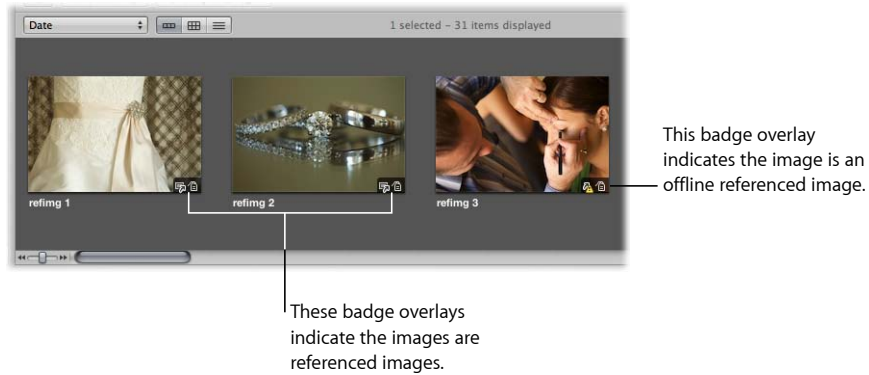 Date
1 selected – 31 items displayed
refimg 1
refimg 2
refimg 3
This badge overlay
indicates the image is an
offline referenced image.
These badge overlays
indicate the images are
referenced images.